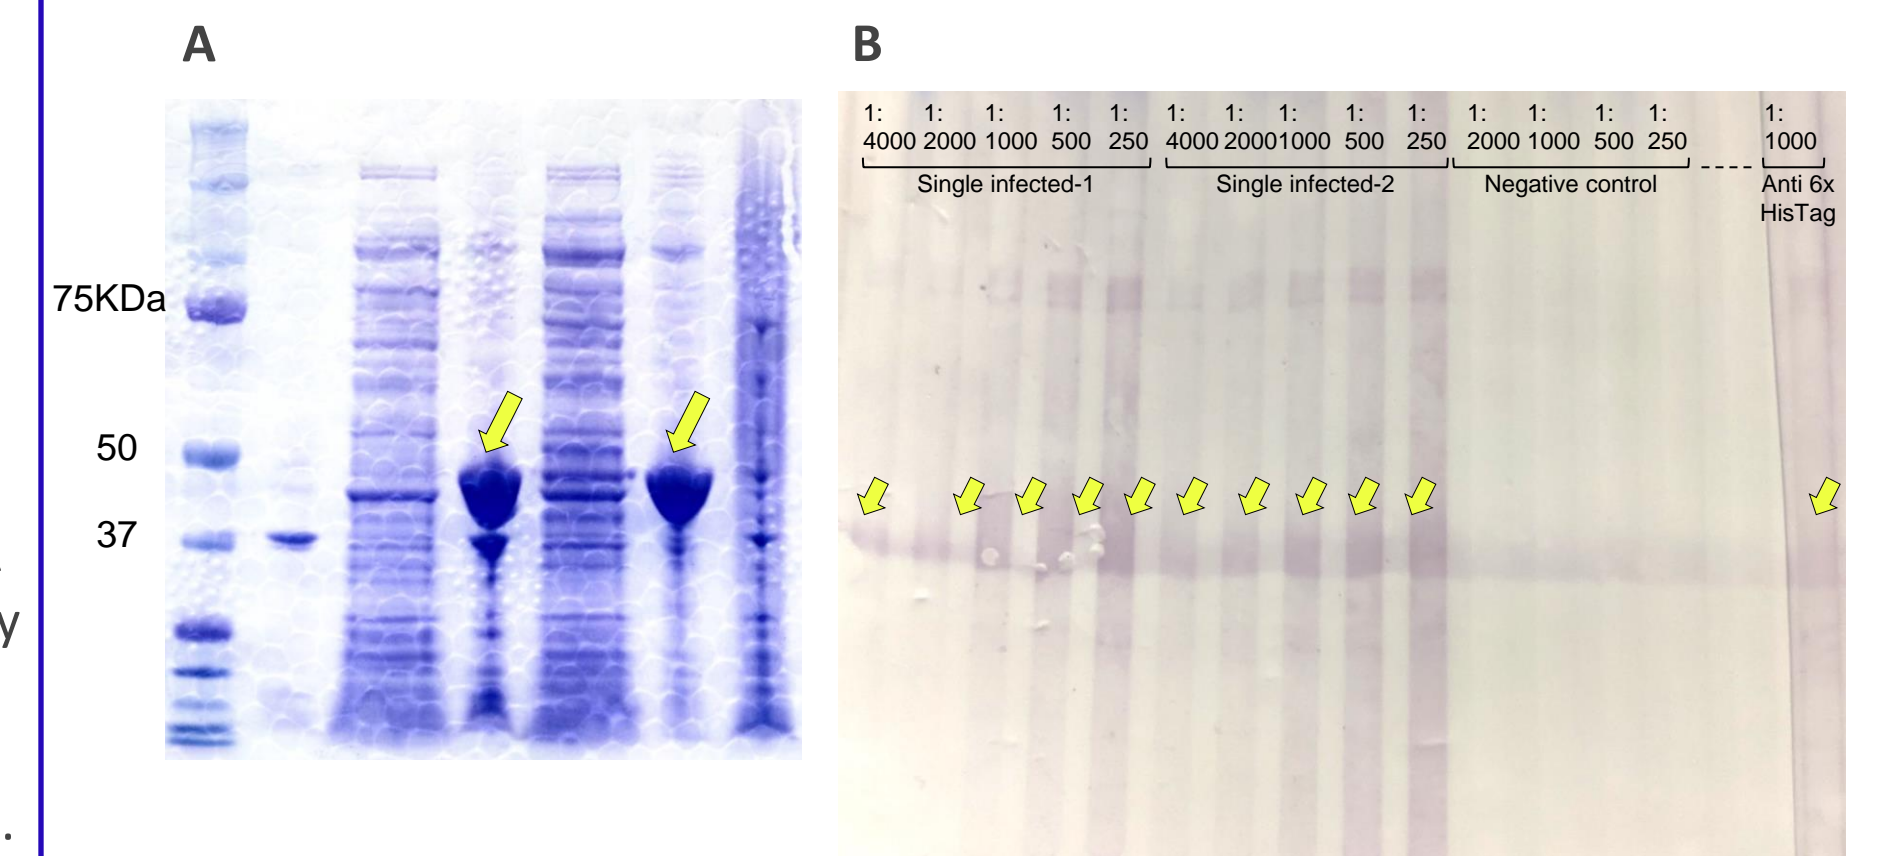 A
B
75KDa
50
37
y
.
1: 1: 1: 1: 1: 1: 1: 1: 1: 1: 1: 1: 1: 1: 1:
4000 2000 1000 500 250 4000 2000 1000 500 250 2000 1000 500 250 1000
Single infected-1 Single infected-2 Negative control Anti 6x
HisTag